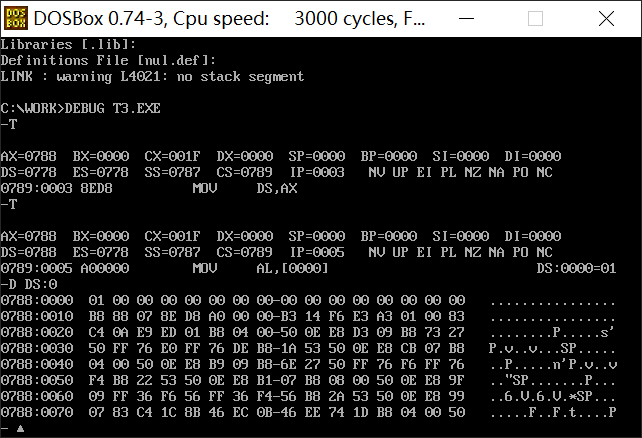 DOS BOX DOSBox 0.74-3, Cpu speed: 3000 cycles, F...
Libraries [.lib]:
Definitions File [nul.def]:
LINK : warning L4021: no stack segment
C:\WORK>DEBUG T3.EXE
-T
AX=0788 BX=0000 CX=001F DX=0000 SP=0000 BP=0000 SI=0000 DI=0000
DS=0778 ES=0778 SS=0787 CS=0789 IP=0003 NV UP EI PL NZ NA PO NC
0789:0003 8ED8 MOV DS,AX
-T
AX=0788 BX=0000 CX=001F DX=0000 SP=0000 BP=0000 SI=0000 DI=0000
DS=0788 ES=0778 SS=0787 CS=0789 IP=0005 NV UP EI PL NZ NA PO NC
0789:0005 A00000 MOV AL,[0000] DS:0000=01
-D DS:0
0788:0000 01 00 00 00 00 00 00 00-00 00 00 00 00 00 00 00 ................
0788:0010 B8 88 07 8E D8 A0 00 00-B3 14 F6 E3 A3 01 00 83 ................
0788:0020 C4 0A E9 ED 01 B8 04 00-50 0E E8 D3 09 B8 73 27 ........P.....s'
0788:0030 50 FF 76 E0 FF 76 DE B8-1A 53 50 0E E8 CB 07 B8 P.v..v...SP.....
0788:0040 04 00 50 0E E8 B9 09 B8-6E 27 50 FF 76 F6 FF 76 ..P.....n'P.v..v
0788:0050 F4 B8 22 53 50 0E E8 B1-07 B8 08 00 50 0E E8 9F .."SP.......P...
0788:0060 09 FF 36 F6 56 FF 36 F4-56 B8 2A 53 50 0E E8 99 ..6.V.6.V.*SP...
0788:0070 07 83 C4 1C 8B 46 EC 0B-46 EE 74 1D B8 04 00 50 .....F..F.t....P
-